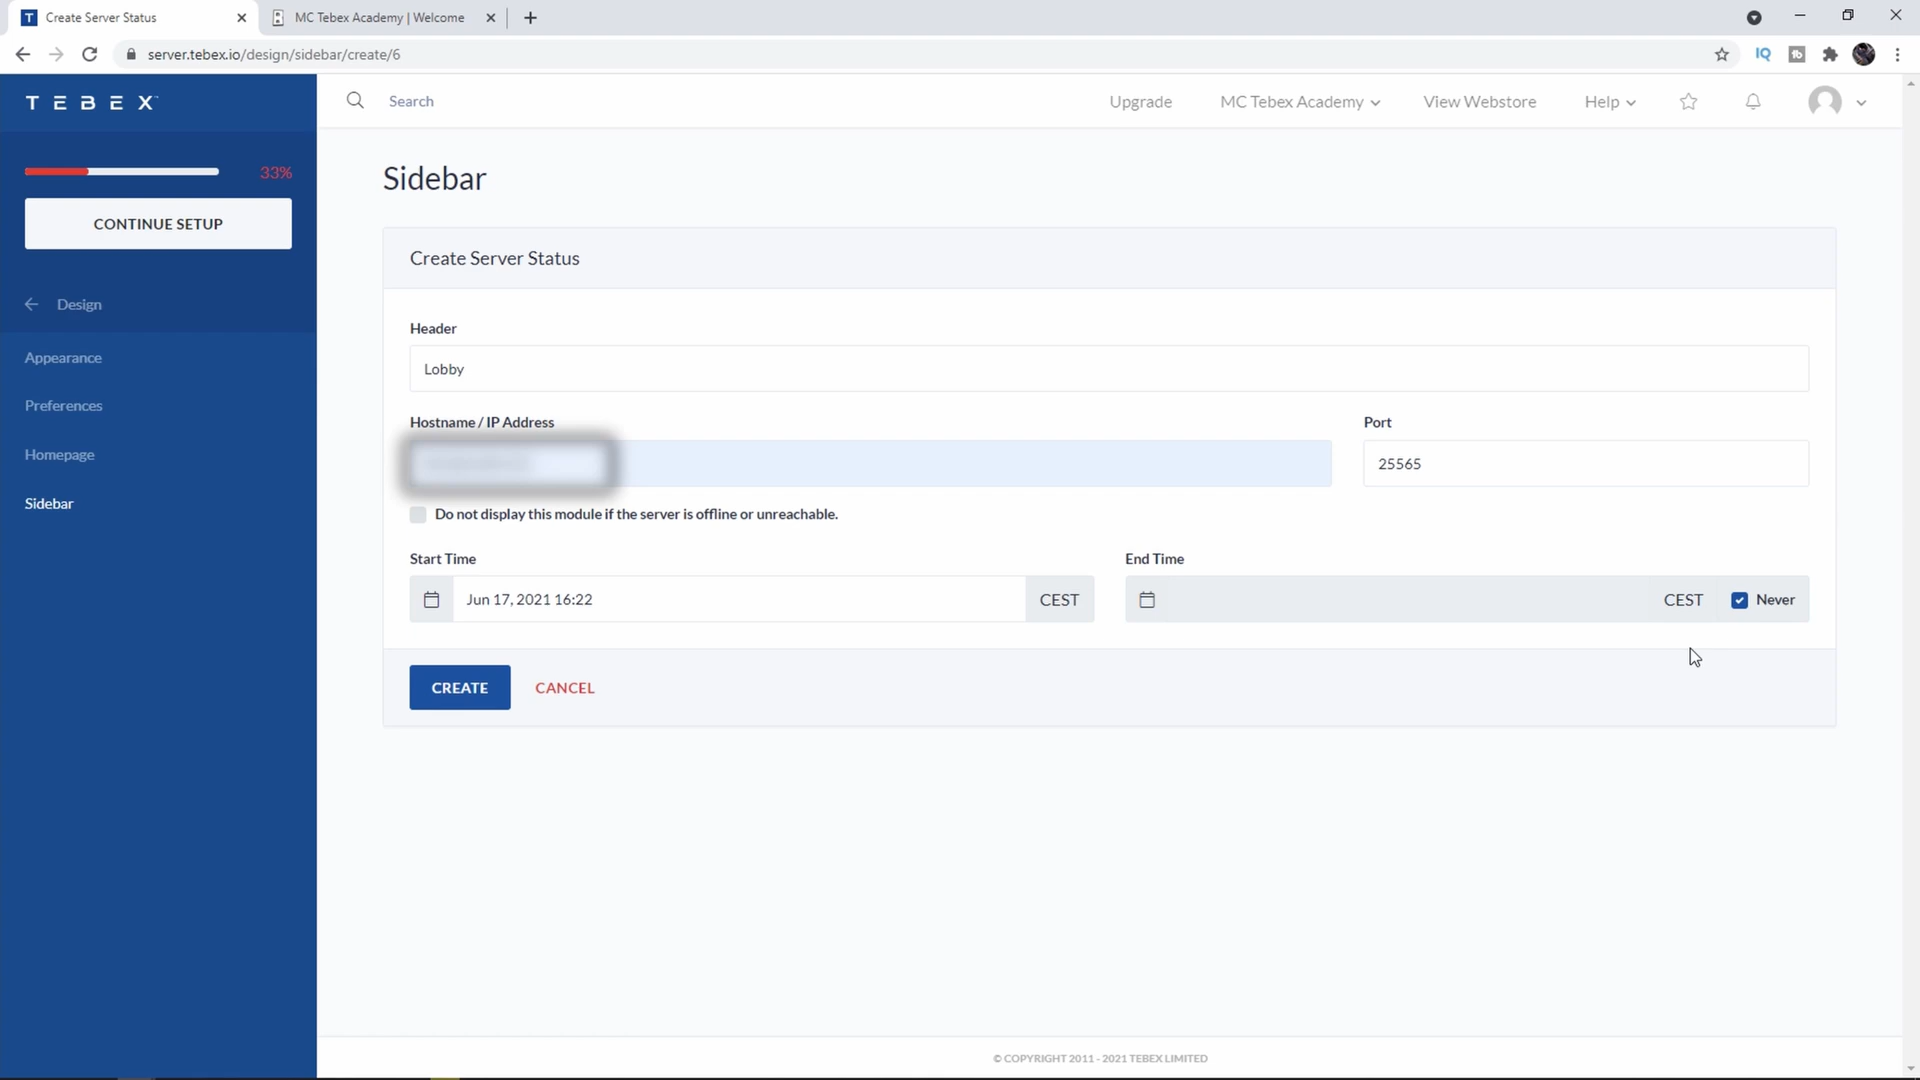 Create Server Status
MC Tebex Academy | Welcome
server.tebex.io/design/sidebar/create/6
IQ
TEBEX
Search
Upgrade
MC Tebex Academy
View Webstore
Help
33%
CONTINUE SETUP
Design
Appearance
Preferences
Homepage
Sidebar
Sidebar
Create Server Status
Header
Lobby
Hostname / IP Address
Port
25565
Do not display this module if the server is offline or unreachable.
Start Time
End Time
Jun 17, 2021 16:22
CEST
CEST
Never
CREATE
CANCEL
© COPYRIGHT 2011 - 2021 TEBEX LIMITED